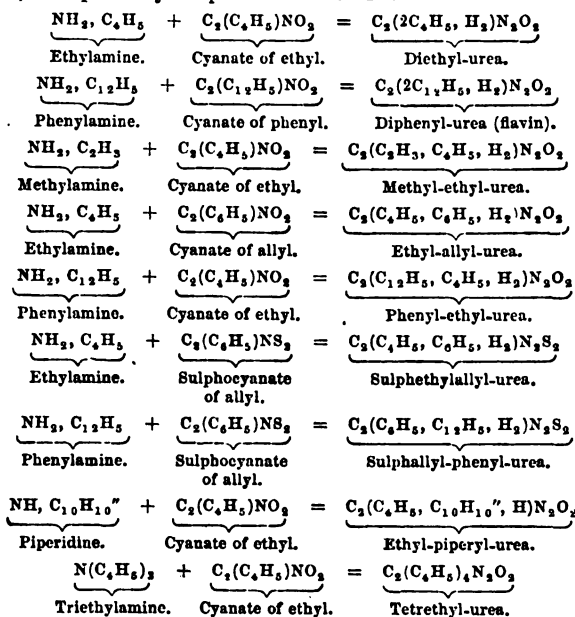 NH₂, C₄H₅ + C₂(C₄H₅)NO₂ = C₂(2C₄H₅, H₂)N₂O₂
Ethylamine. Cyanate of ethyl. Diethyl-urea.
NH₂, C₁₂H₅ + C₂(C₁₂H₅)NO₂ = C₂(2C₁₂H₅, H₂)N₂O₂
Phenylamine. Cyanate of phenyl. Diphenyl-urea (flavin).
NH₂, C₂H₃ + C₂(C₄H₅)NO₂ = C₂(C₂H₃, C₄H₅, H₂)N₂O₂
Methylamine. Cyanate of ethyl. Methyl-ethyl-urea.
NH₂, C₄H₅ + C₂(C₆H₅)NO₂ = C₂(C₄H₅, C₆H₅, H₂)N₂O₂
Ethylamine. Cyanate of allyl. Ethyl-allyl-urea.
NH₂, C₁₂H₅ + C₂(C₄H₅)NO₂ = C₂(C₁₂H₅, C₄H₅, H₂)N₂O₂
Phenylamine. Cyanate of ethyl. Phenyl-ethyl-urea.
NH₂, C₄H₅ + C₂(C₆H₅)NS₂ = C₂(C₄H₅, C₆H₅, H₂)N₂S₂
Ethylamine. Sulphocyanate Sulphethylallyl-urea.
of allyl.
NH₂, C₁₂H₅ + C₂(C₆H₅)NS₂ = C₂(C₆H₅, C₁₂H₅, H₂)N₂S₂
Phenylamine. Sulphocyanate Sulphallyl-phenyl-urea.
of allyl.
NH, C₁₀H₁₀″ + C₂(C₄H₅)NO₂ = C₂(C₄H₅, C₁₀H₁₀″, H)N₂O₂
Piperidine. Cyanate of ethyl. Ethyl-piperyl-urea.
N(C₄H₅)₃ + C₂(C₄H₅)NO₂ = C₂(C₄H₅)₄N₂O₂
Triethylamine. Cyanate of ethyl. Tetrethyl-urea.